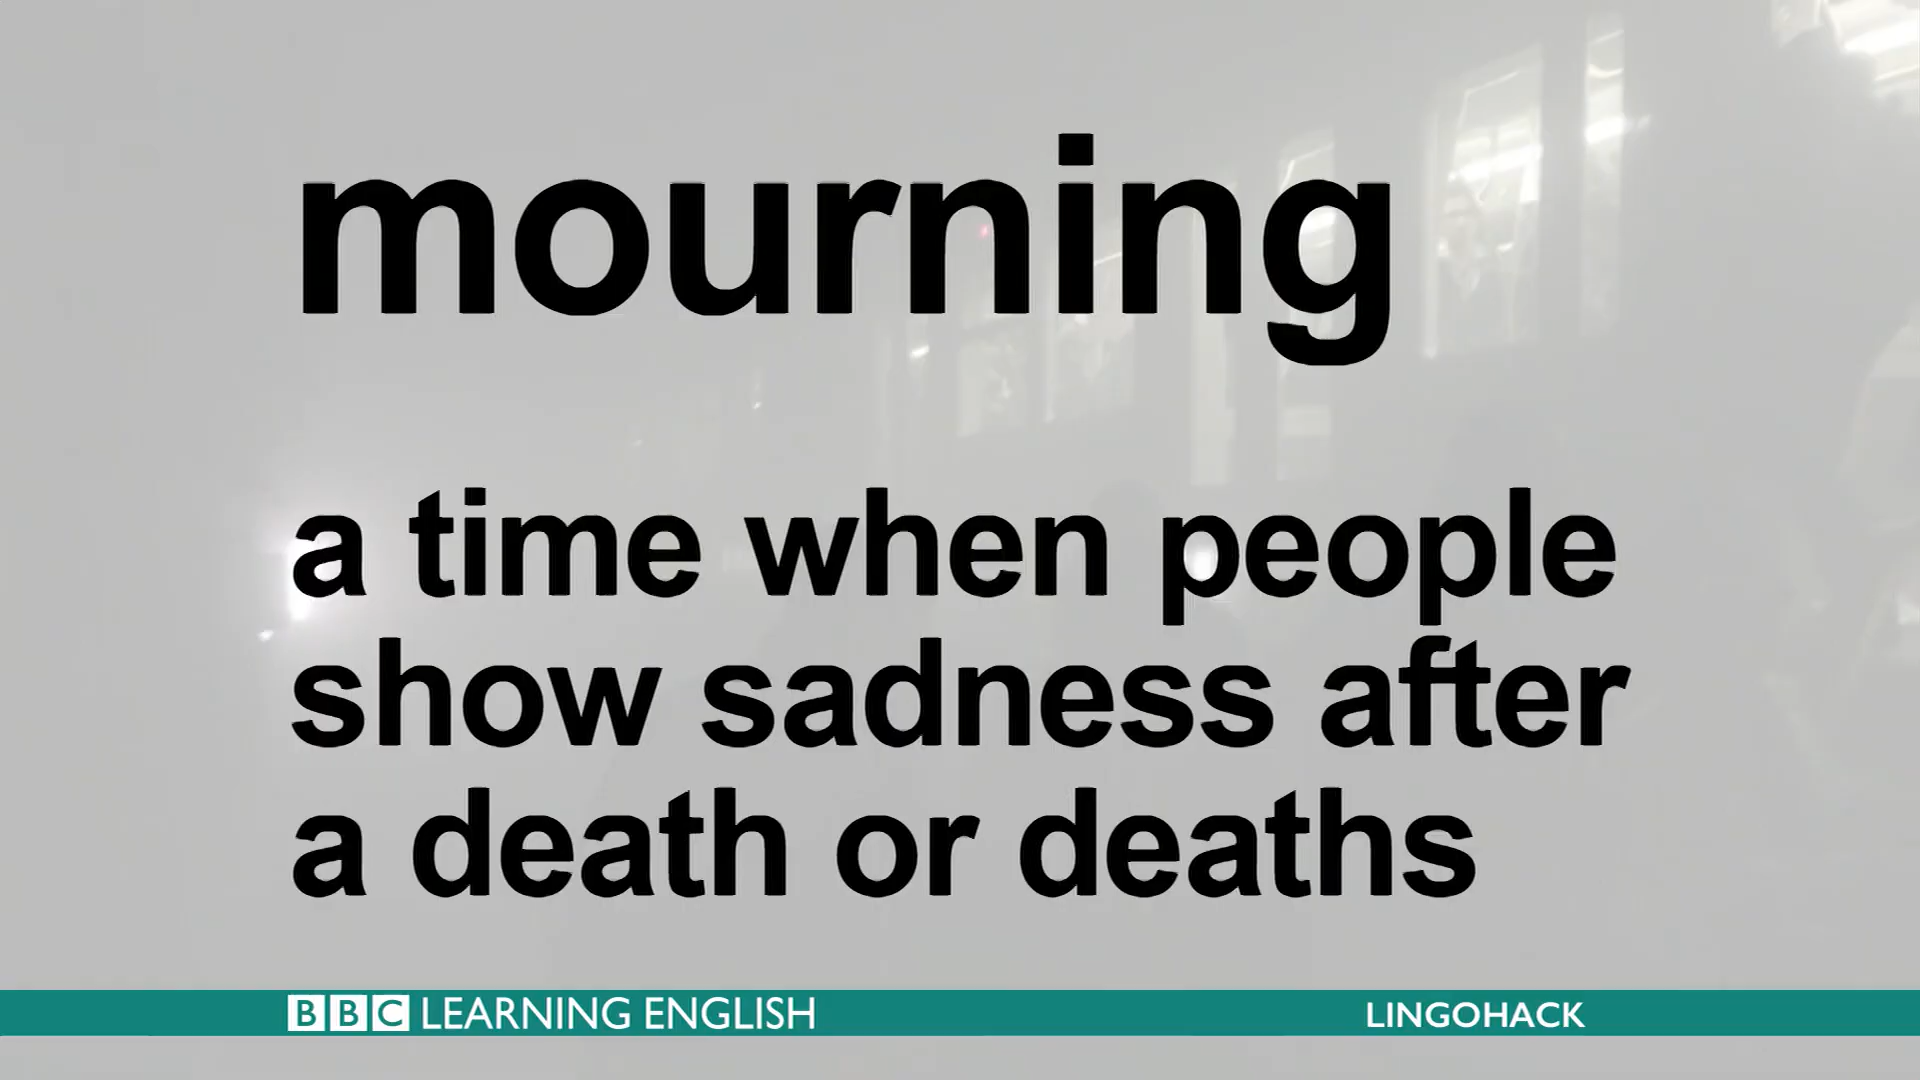 mourning
a time when people
show sadness after
a death or deaths
BBC LEARNING ENGLISH
LINGOHACK